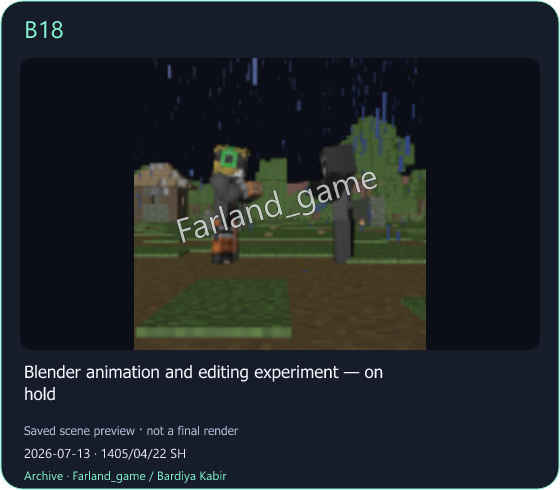 B18
Farland_game
Blender animation and editing experiment — on
hold
Saved scene preview · not a final render
2026-07-13 · 1405/04/22 SH
Archive · Farland_game / Bardiya Kabir